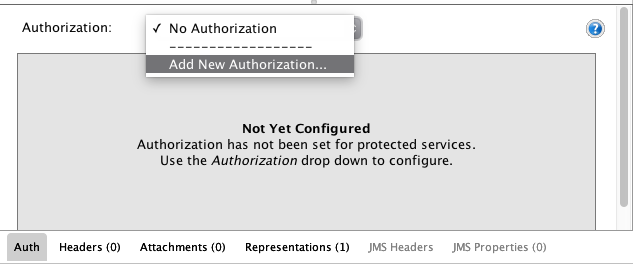 Authorization:
✓ No Authorization
------------------
Add New Authorization...
?
Not Yet Configured
Authorization has not been set for protected services.
Use the Authorization drop down to configure.
Auth Headers (0) Attachments (0) Representations (1) JMS Headers JMS Properties (0)